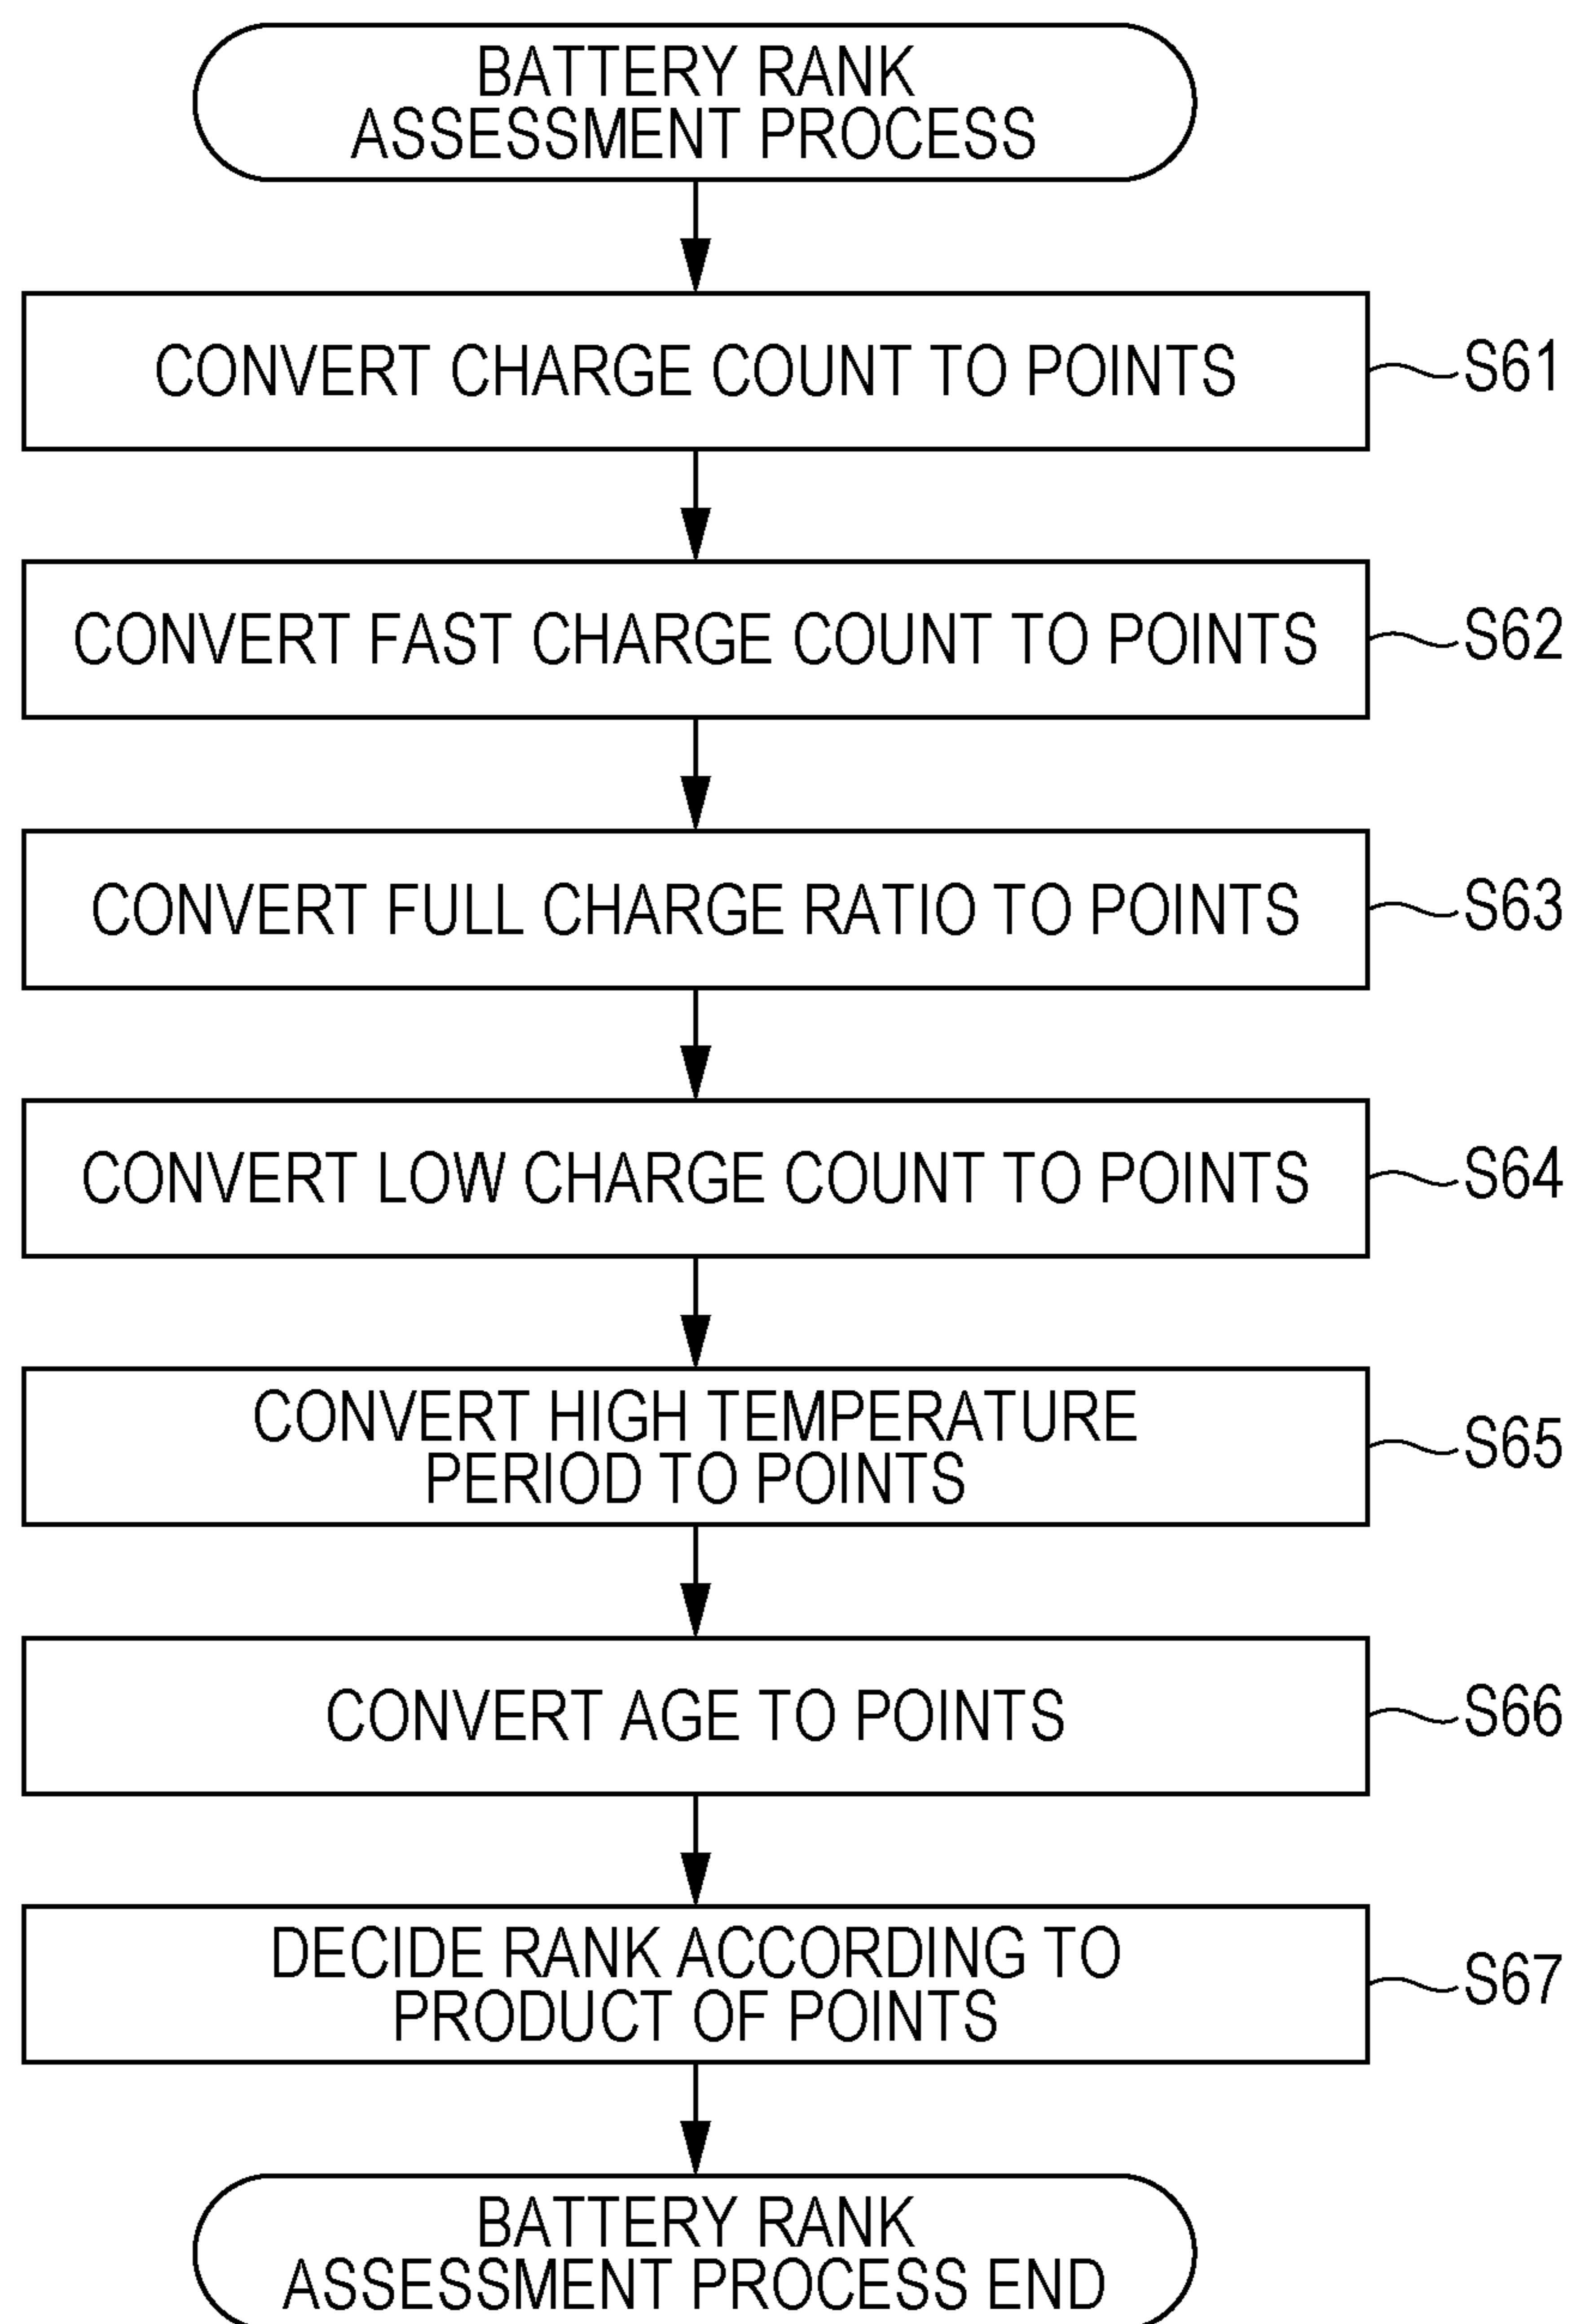 BATTERY RANK
ASSESSMENT PROCESS
CONVERT CHARGE COUNT TO POINTS
S61
CONVERT FAST CHARGE COUNT TO POINTS
S62
CONVERT FULL CHARGE RATIO TO POINTS
S63
CONVERT LOW CHARGE COUNT TO POINTS
S64
CONVERT HIGH TEMPERATURE
PERIOD TO POINTS
S65
CONVERT AGE TO POINTS
S66
DECIDE RANK ACCORDING TO
PRODUCT OF POINTS
S67
BATTERY RANK
ASSESSMENT PROCESS END